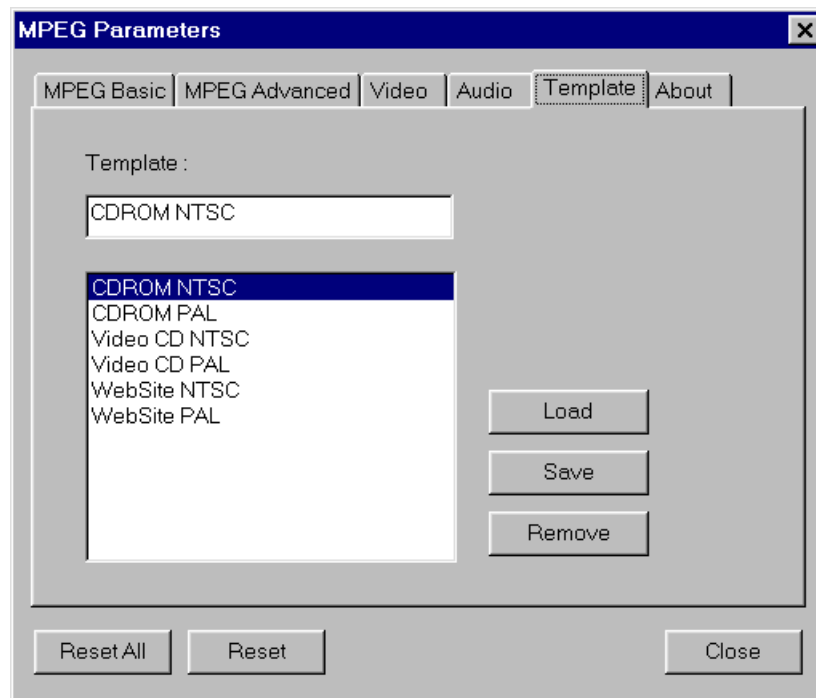 MPEG Parameters
MPEG Basic MPEG Advanced Video Audio Template About
Template :
CDROM NTSC
CDROM NTSC
CDROM PAL
Video CD NTSC
Video CD PAL
WebSite NTSC
WebSite PAL
Load
Save
Remove
Reset All Reset Close